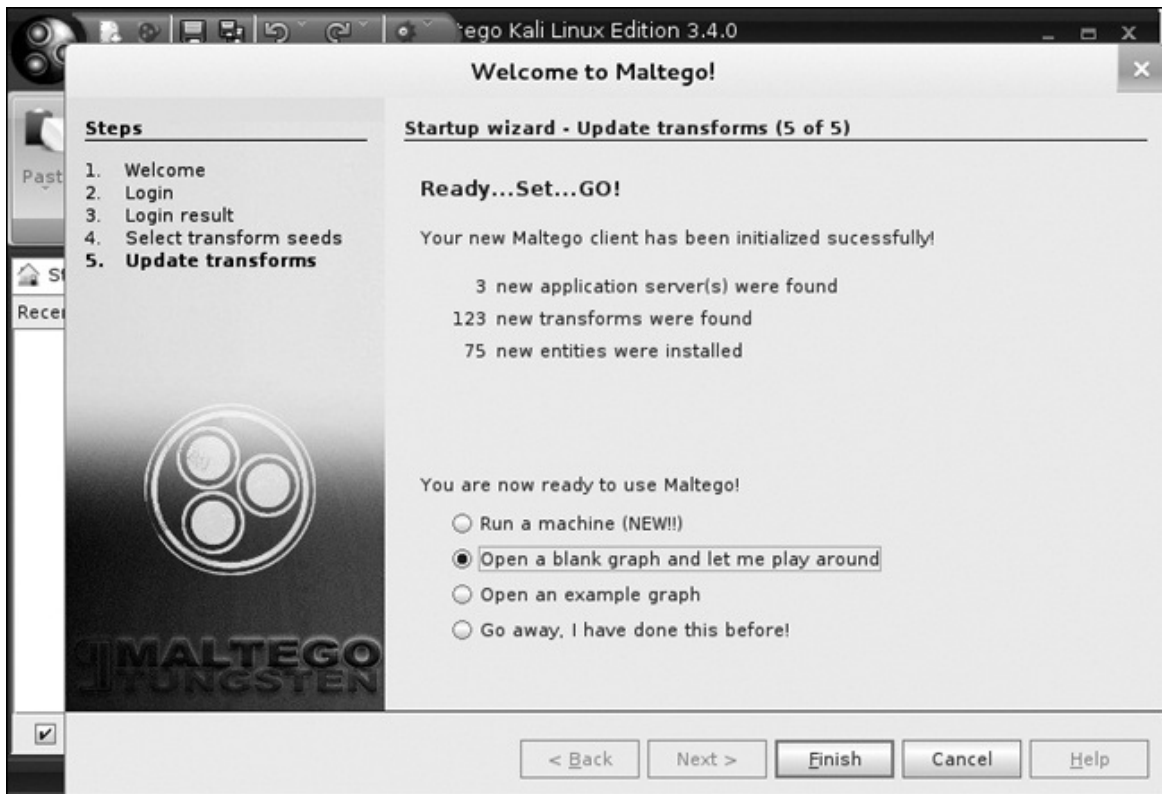 ego Kali Linux Edition 3.4.0
Welcome to Maltego!
Past
St
Recen
Steps
1. Welcome
2. Login
3. Login result
4. Select transform seeds
5. Update transforms
MALTEGO
TUNGSTEN
Startup wizard - Update transforms (5 of 5)
Ready...Set...GO!
Your new Maltego client has been initialized sucessfully!
3 new application server(s) were found
123 new transforms were found
75 new entities were installed
You are now ready to use Maltego!
Run a machine (NEW!!)
Open a blank graph and let me play around
Open an example graph
Go away, I have done this before!
< Back
Next >
Finish
Cancel
Help